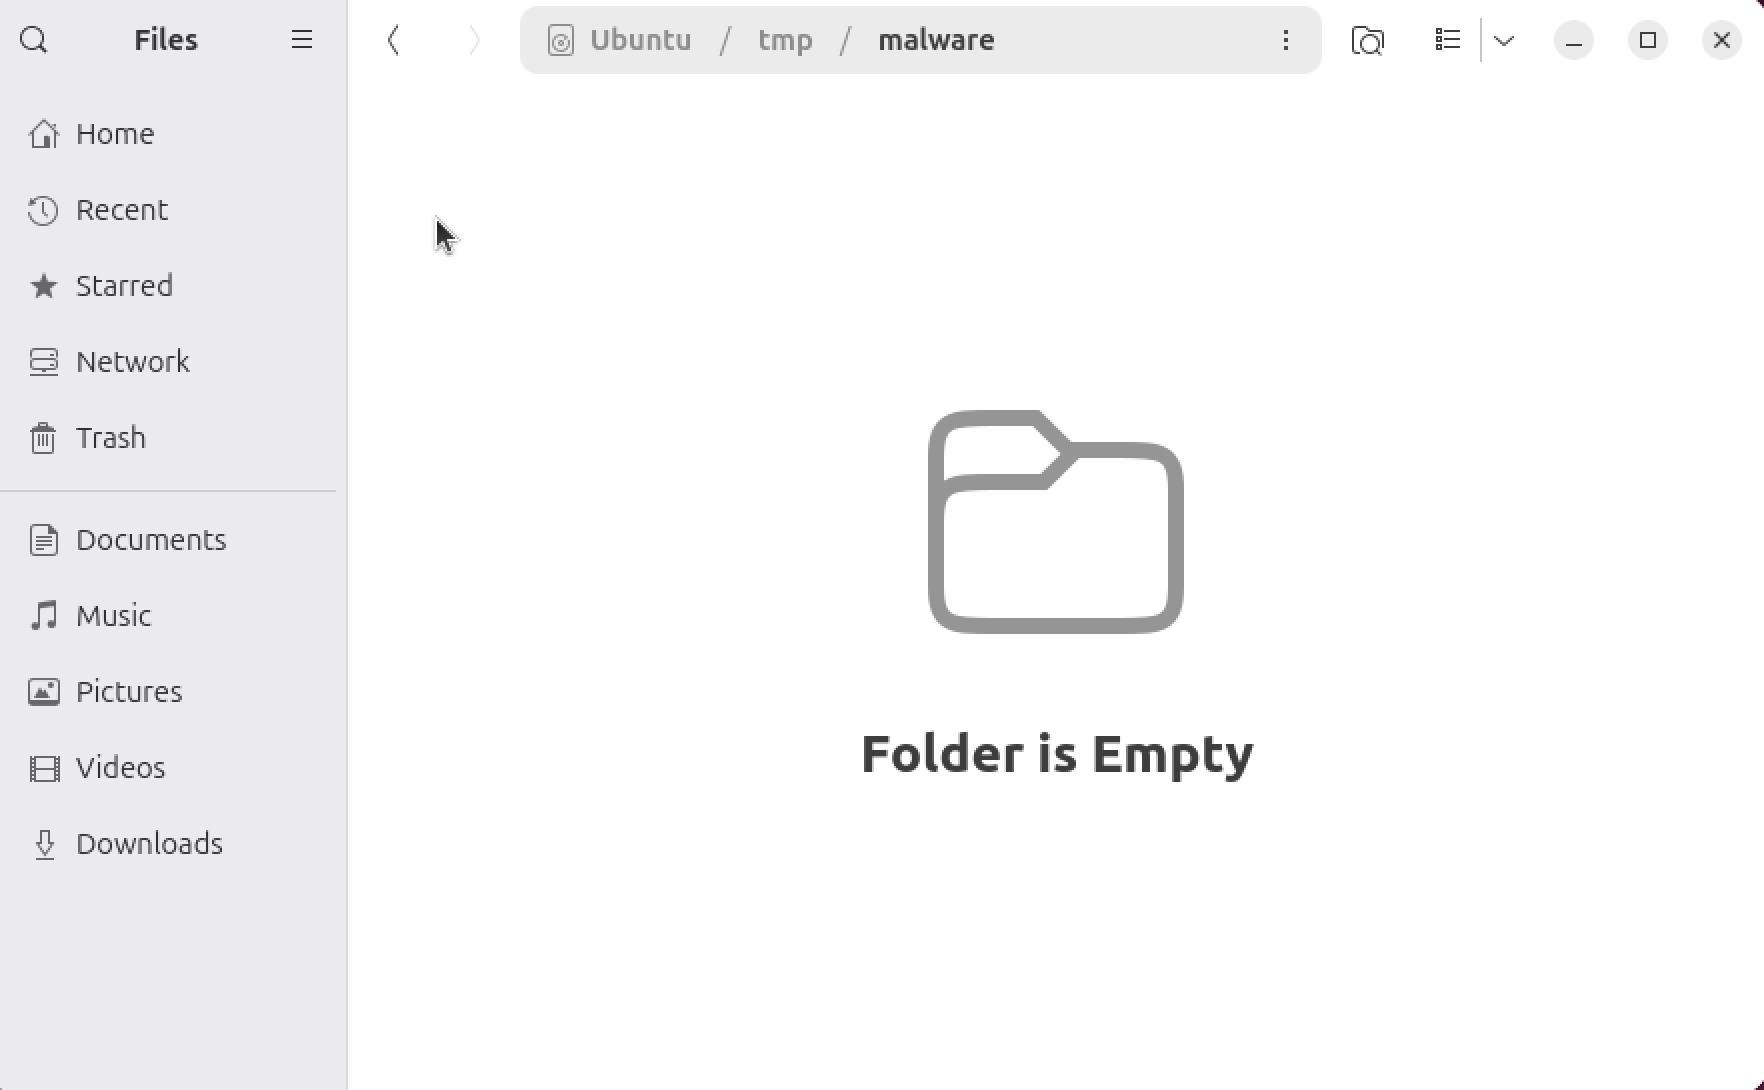 Files
Ubuntu / tmp / malware
Home
Recent
Starred
Network
Trash
Documents
Music
Pictures
Videos
Downloads
Folder is Empty